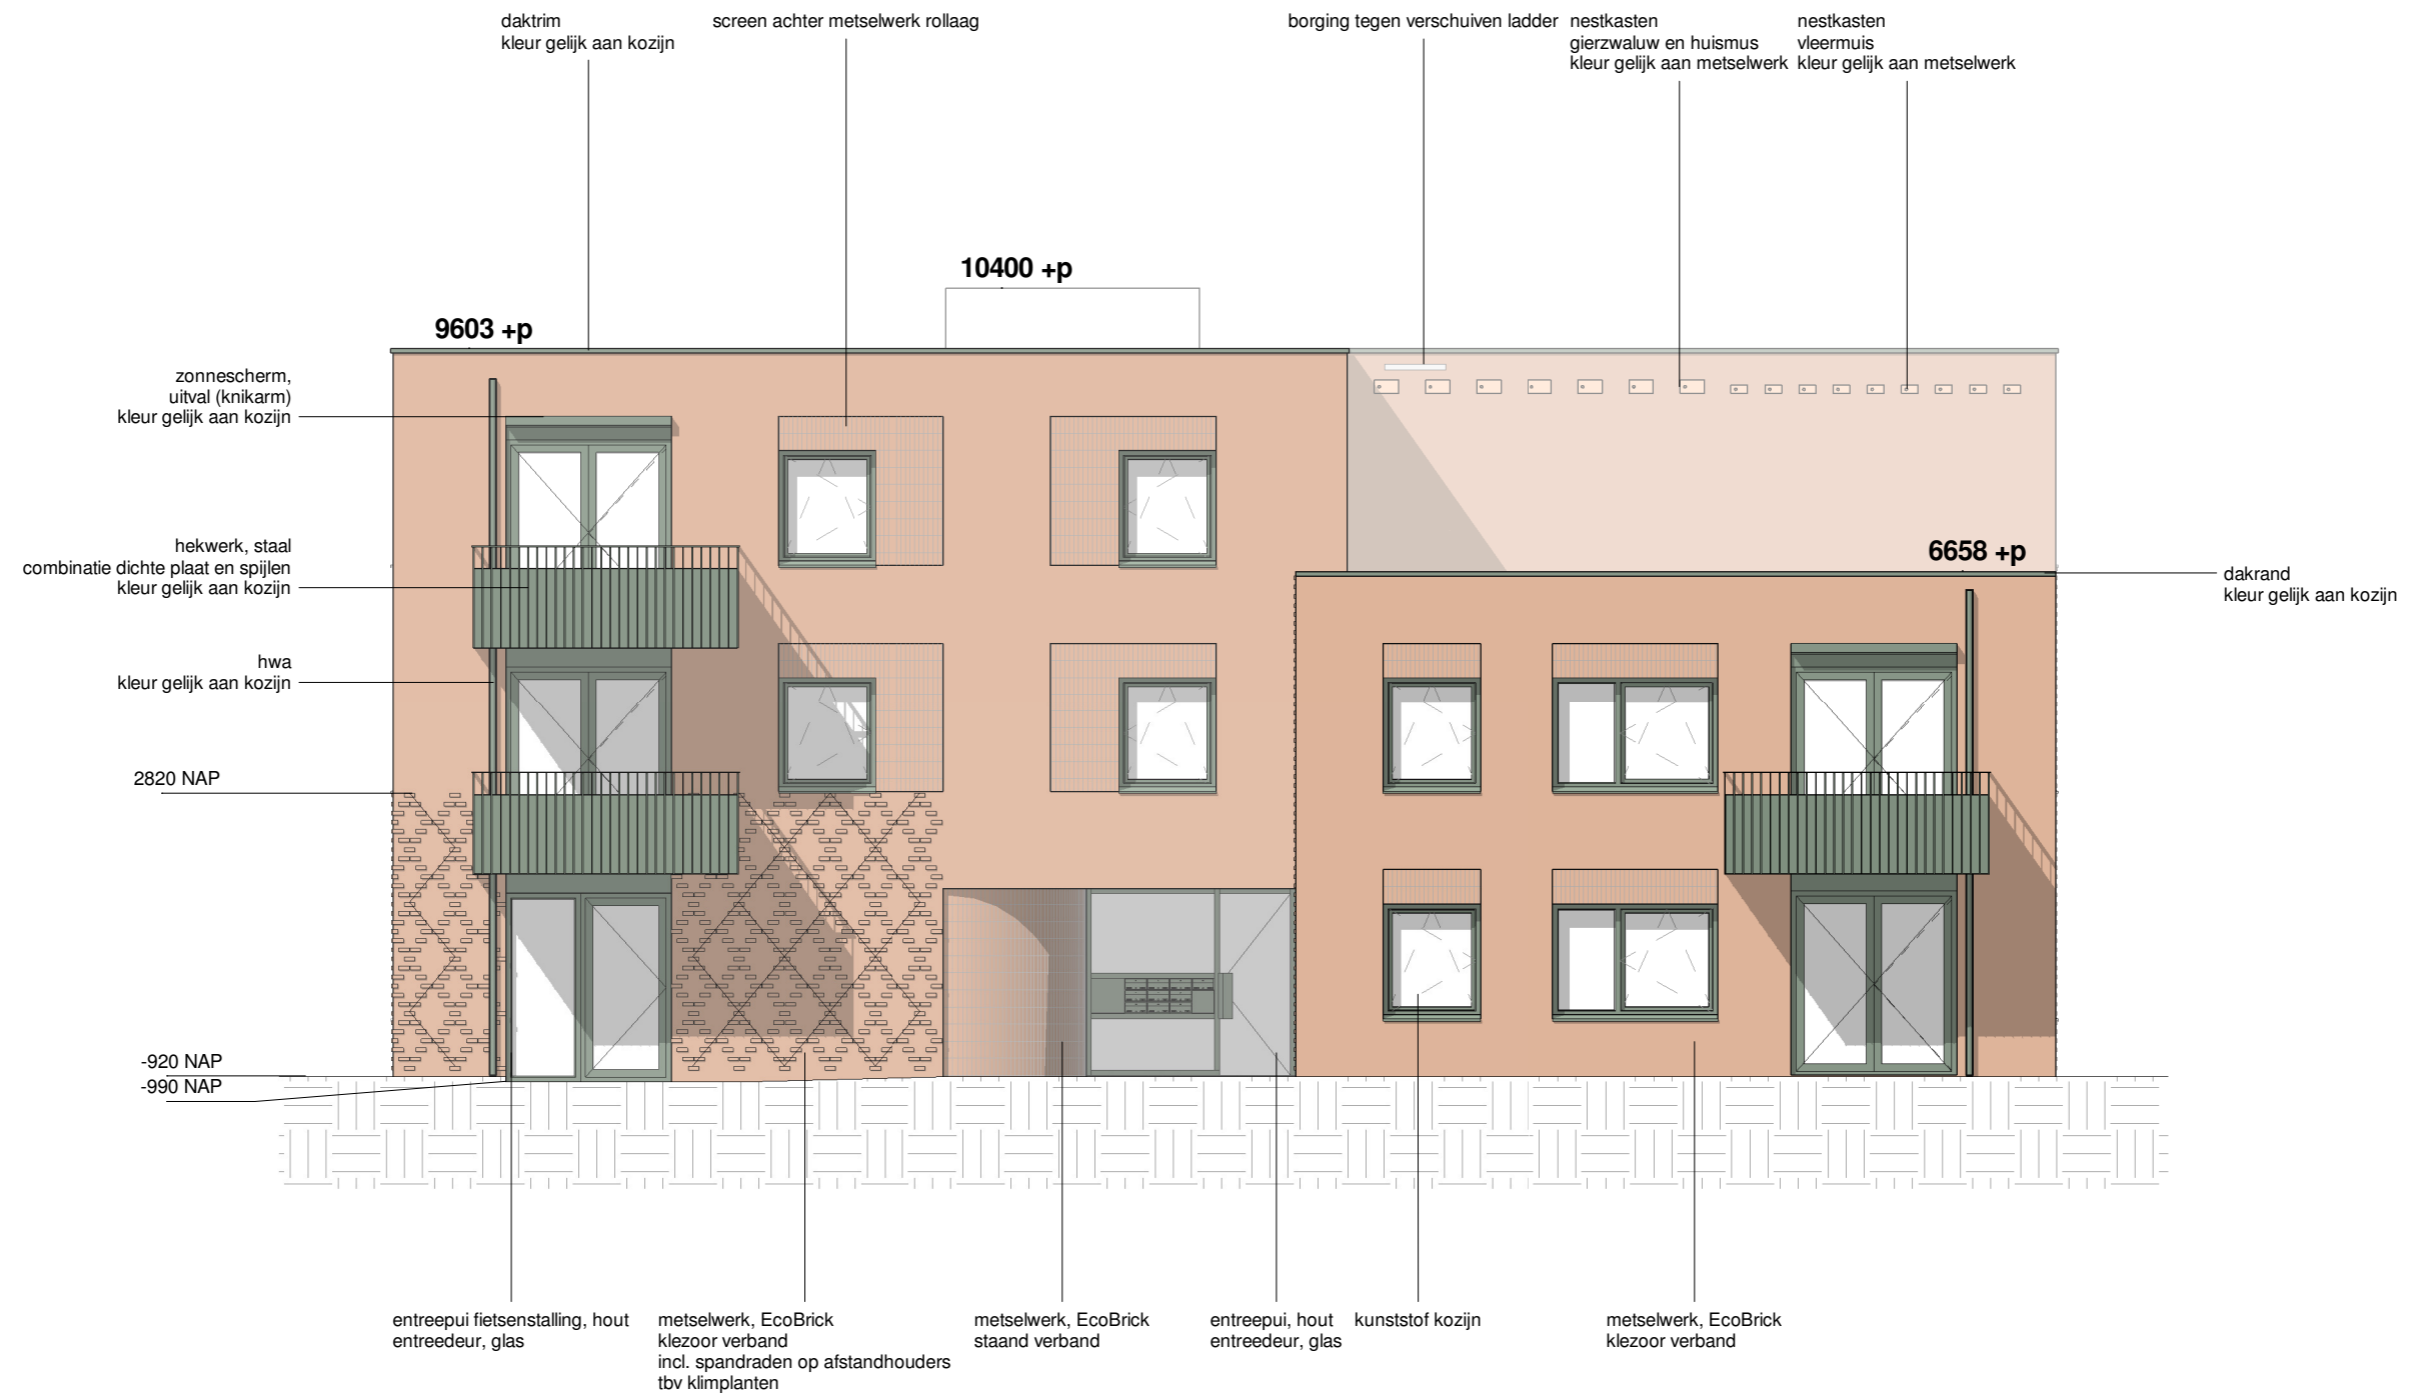 daktrim
kleur gelijk aan kozijn
screen achter metselwerk rollaag
borging tegen verschuiven ladder
nestkasten
gierzwaluw en huismus
kleur gelijk aan metselwerk
nestkasten
vleermuis
kleur gelijk aan metselwerk
10400 +p
9603 +p
zonnescherm,
uitval (knikarm)
kleur gelijk aan kozijn
hekwerk, staal
combinatie dichte plaat en spijlen
kleur gelijk aan kozijn
6658 +p
dakrand
kleur gelijk aan kozijn
hwa
kleur gelijk aan kozijn
2820 NAP
-920 NAP
-990 NAP
entreepui fietsenstalling, hout
entreedeur, glas
metselwerk, EcoBrick
klezoor verband
incl. spandraden op afstandhouders
tbv klimplanten
metselwerk, EcoBrick
staand verband
entreepui, hout
entreedeur, glas
kunststof kozijn
metselwerk, EcoBrick
klezoor verband